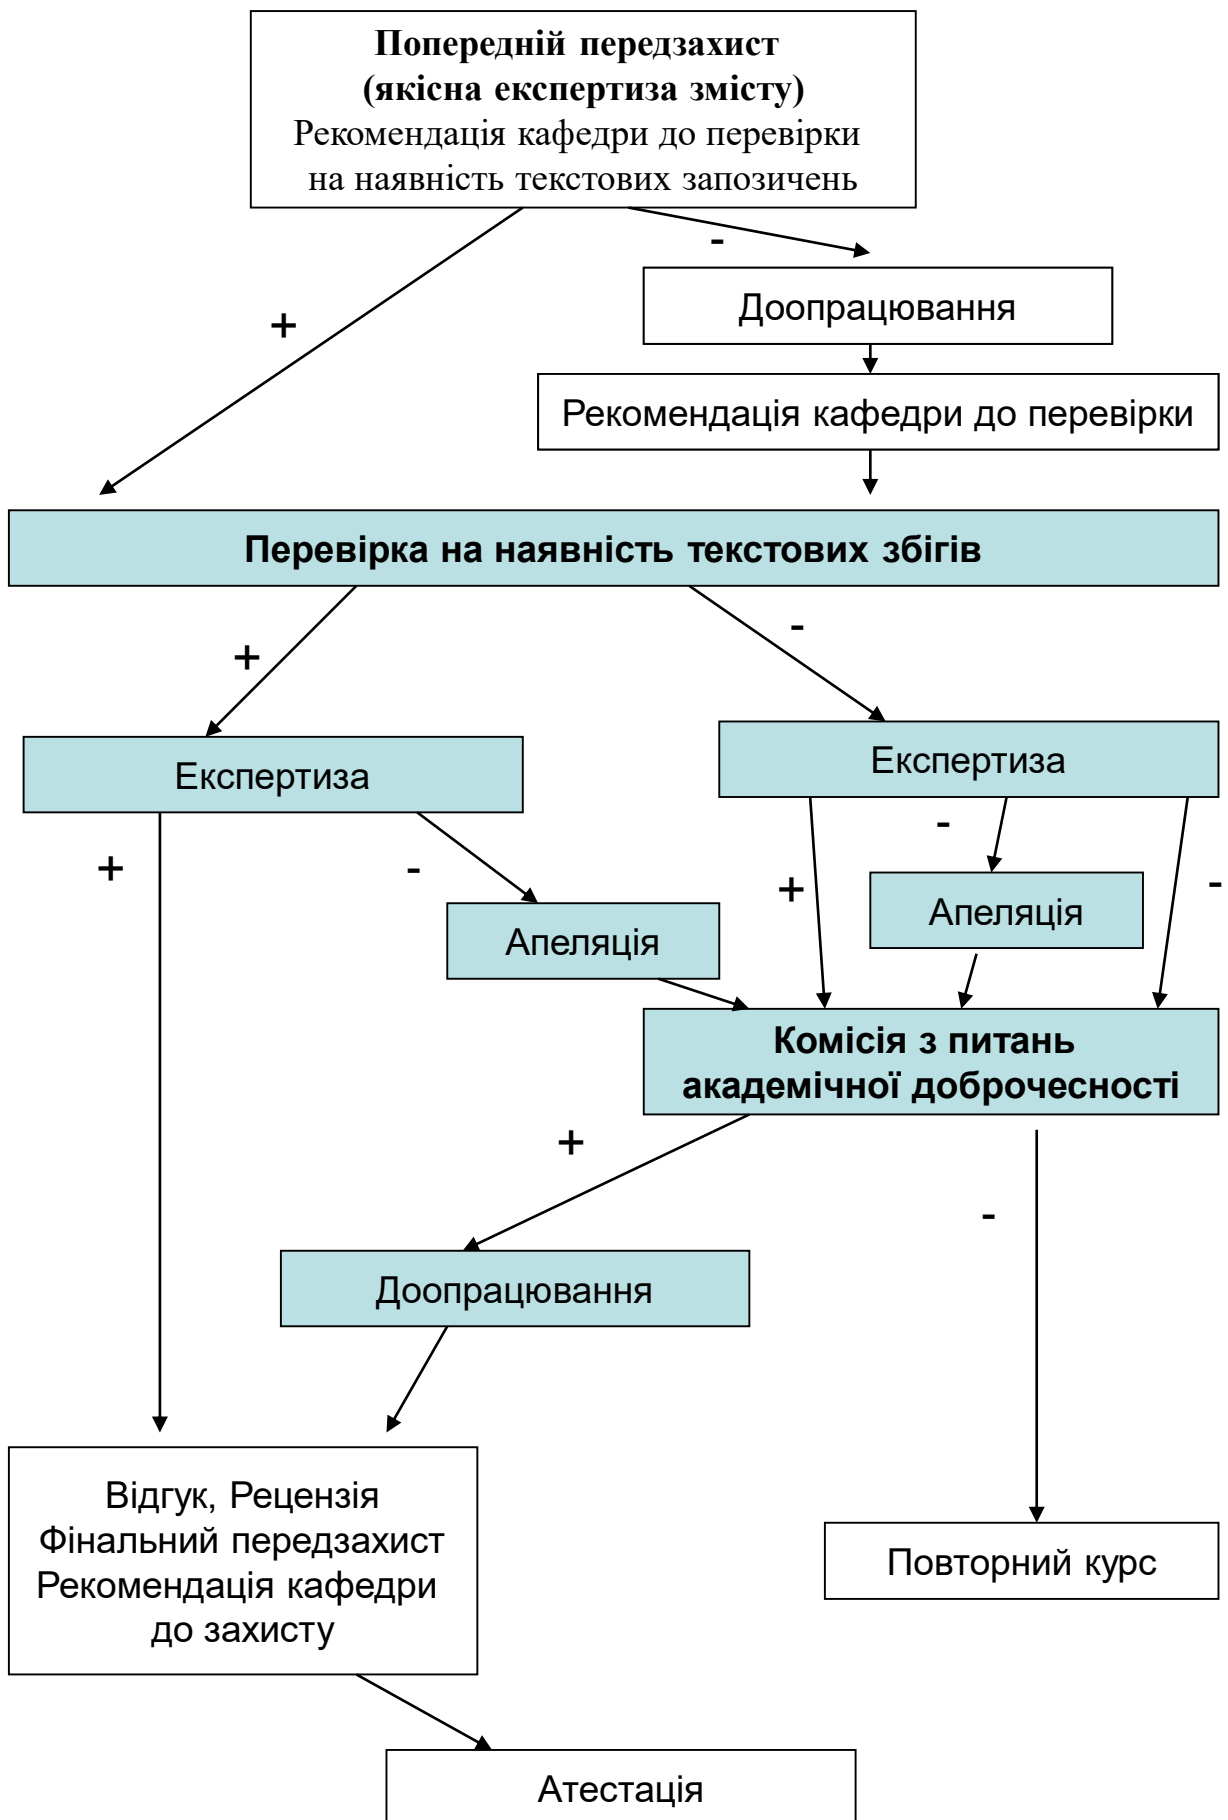 Попередній передзахист
(якісна експертиза змісту)
Рекомендація кафедри до перевірки
на наявність текстових запозичень
-
+
Доопрацювання
Рекомендація кафедри до перевірки
Перевірка на наявність текстових збігів
+
-
Експертиза
Експертиза
+
-
+
-
-
Апеляція
Апеляція
Комісія з питань
академічної доброчесності
+
-
Доопрацювання
Відгук, Рецензія
Фінальний передзахист
Рекомендація кафедри
до захисту
Повторний курс
Атестація